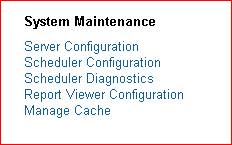 System Maintenance
Server Configuration
Scheduler Configuration
Scheduler Diagnostics
Report Viewer Configuration
Manage Cache